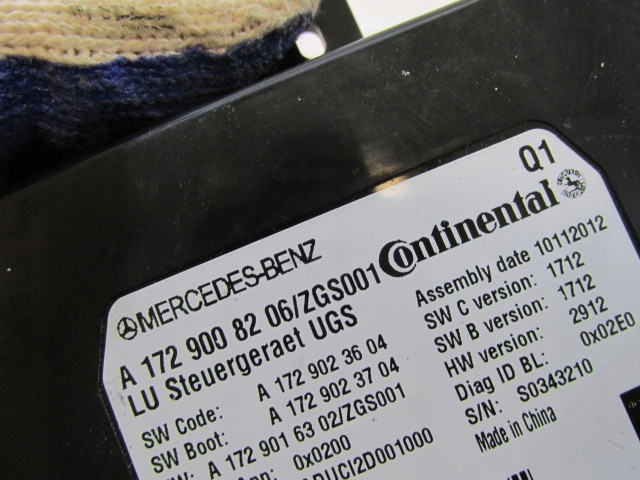 Q1
MERCEDES-BENZ Continental
A 172 900 82 06/ZGS001
LU Steuergeraet UGS
Assembly date 10112012
SW Code: A 172 902 36 04
SW C version: 1712
SW Boot: A 172 902 37 04
SW B version: 1712
A 172 901 63 02/ZGS001
HW version: 2912
0x0200
Diag ID BL: 0x02E0
S/N: S0343210
Made in China